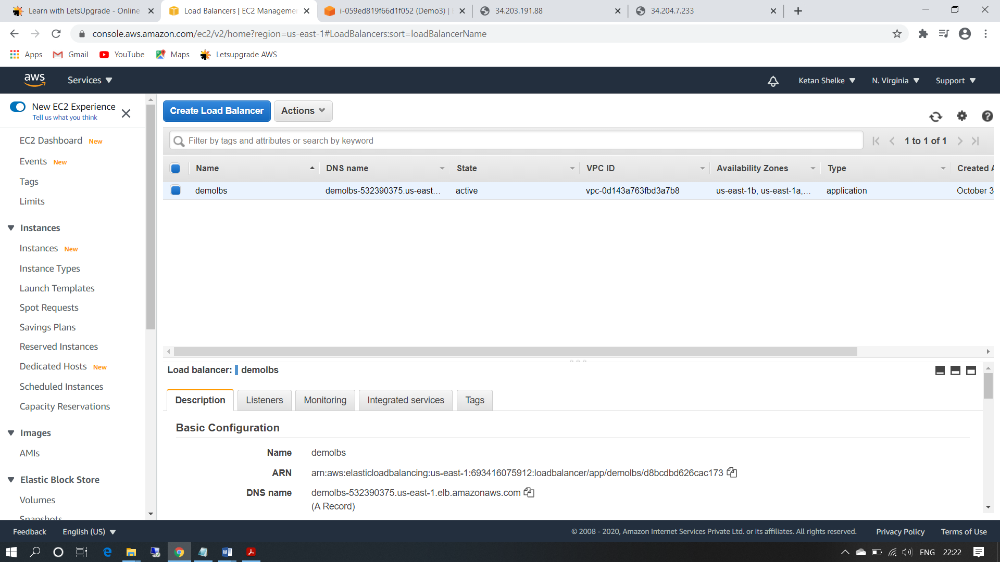 Learn with LetsUpgrade - Online
Load Balancers | EC2 Manageme
i-059ed819f66d1f052 (Demo3) |
34.203.191.88
34.204.7.233
console.aws.amazon.com/ec2/v2/home?region=us-east-1#LoadBalancers:sort=loadBalancerName
Apps
Gmail
YouTube
Maps
Letsupgrade AWS
aws
Services
Ketan Shelke
N. Virginia
Support
New EC2 Experience
Tell us what you think
EC2 Dashboard New
Events New
Tags
Limits
Instances
Instances New
Instance Types
Launch Templates
Spot Requests
Savings Plans
Reserved Instances
Dedicated Hosts New
Scheduled Instances
Capacity Reservations
Images
AMIs
Elastic Block Store
Volumes
Snapshots
Create Load Balancer
Actions
Filter by tags and attributes or search by keyword
1 to 1 of 1
Name DNS name State VPC ID Availability Zones Type Created A
demolbs demolbs-532390375.us-east... active vpc-0d143a763fbd3a7b8 us-east-1b, us-east-1a,... application October 3
Load balancer: demolbs
Description
Listeners
Monitoring
Integrated services
Tags
Basic Configuration
Name demolbs
ARN arn:aws:elasticloadbalancing:us-east-1:693416075912:loadbalancer/app/demolbs/d8bcdbd626cac173
DNS name demolbs-532390375.us-east-1.elb.amazonaws.com
(A Record)
Feedback
English (US)
© 2008 - 2020, Amazon Internet Services Private Ltd. or its affiliates. All rights reserved.
Privacy Policy
Terms of Use
ENG
22:22